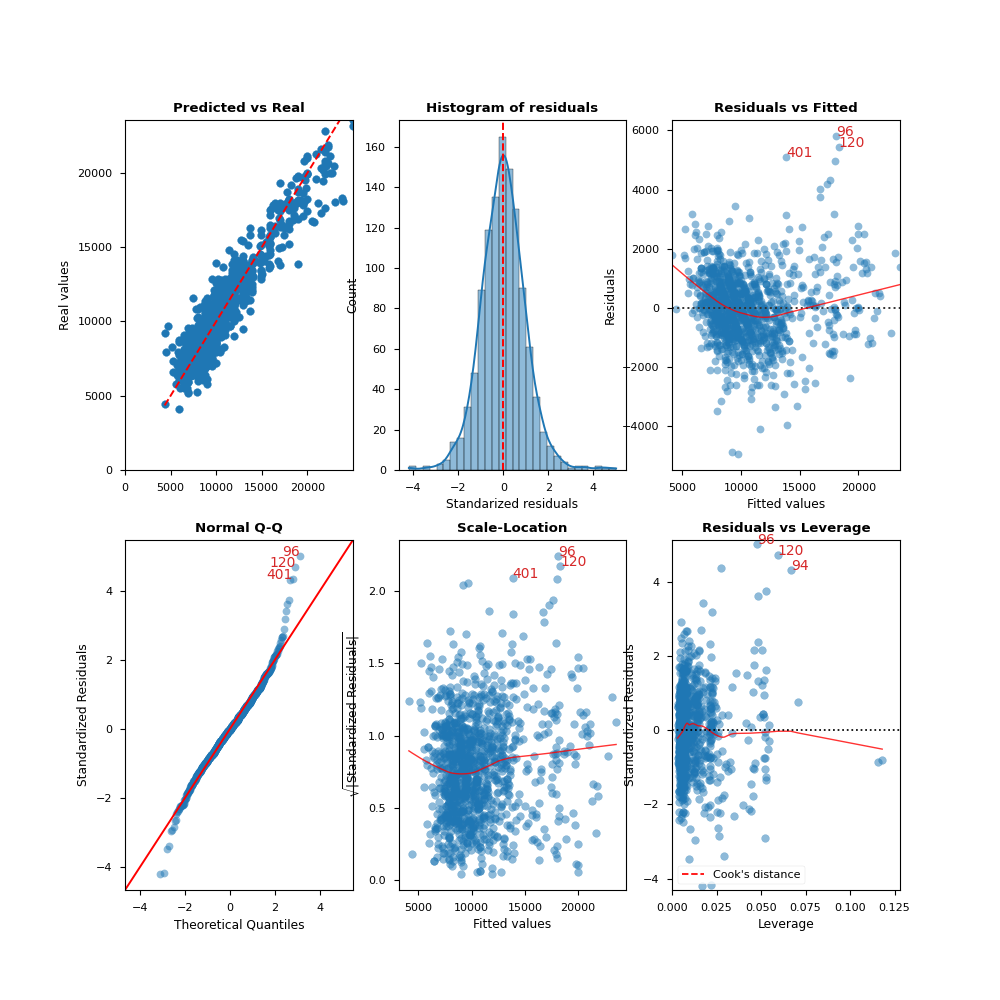 Predicted vs Real
Real values
20000
15000
10000
5000
0
0 5000 10000 15000 20000
Histogram of residuals
Count
160
140
120
100
80
60
40
20
0
−4 −2 0 2 4
Standarized residuals
Residuals vs Fitted
Residuals
6000
4000
2000
0
−2000
−4000
96
120
401
5000 10000 15000 20000
Fitted values
Normal Q-Q
Standardized Residuals
4
2
0
−2
−4
96
120
401
−4 −2 0 2 4
Theoretical Quantiles
Scale-Location
√|Standardized Residuals|
2.0
1.5
1.0
0.5
0.0
96
120
401
5000 10000 15000 20000
Fitted values
Residuals vs Leverage
Standardized Residuals
4
2
0
−2
−4
96
120
94
Cook's distance
0.000 0.025 0.050 0.075 0.100 0.125
Leverage